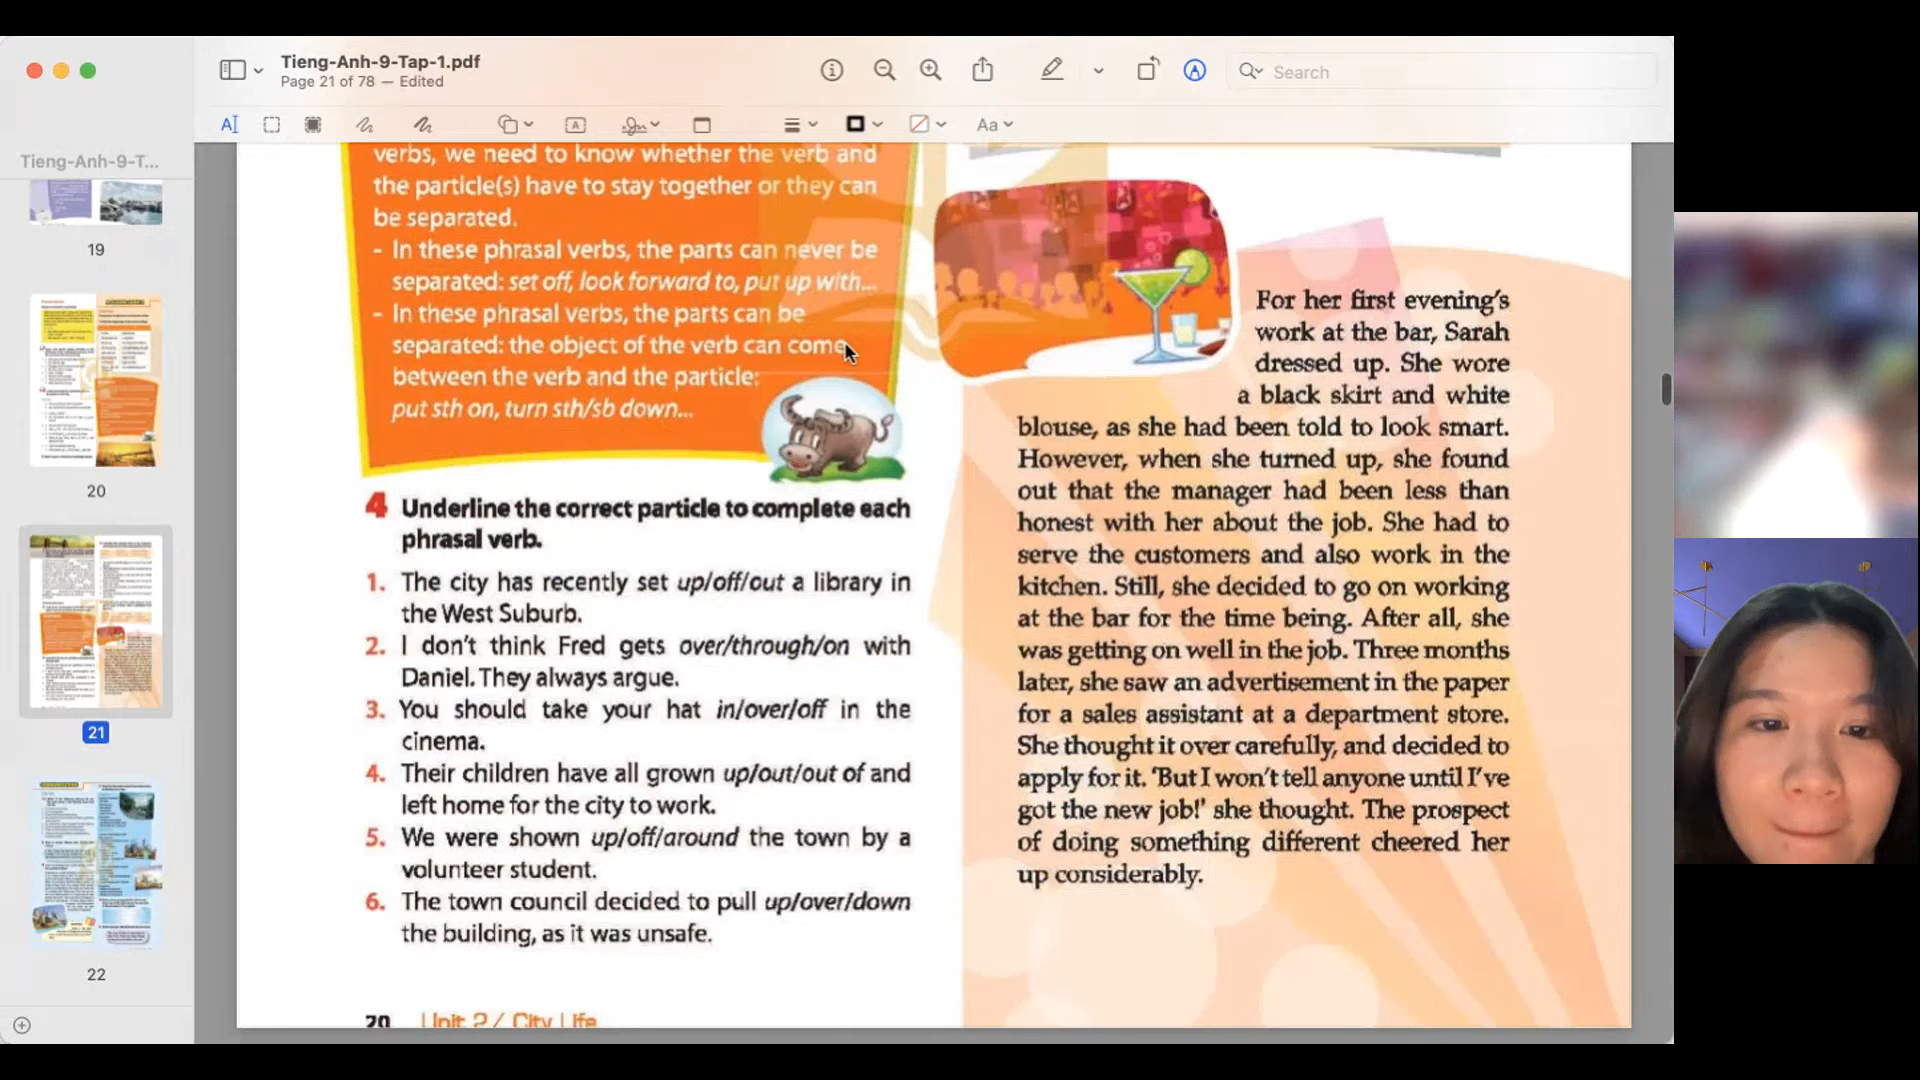 Tieng-Anh-9-Tap-1.pdf
Page 21 of 78 — Edited
Search
Aa
Tieng-Anh-9-T...
19
20
21
22
verbs, we need to know whether the verb and
the particle(s) have to stay together or they can
be separated.
- In these phrasal verbs, the parts can never be
separated: set off, look forward to, put up with...
- In these phrasal verbs, the parts can be
separated: the object of the verb can come
between the verb and the particle:
put sth on, turn sth/sb down...
4 Underline the correct particle to complete each
phrasal verb.
1. The city has recently set up/off/out a library in
the West Suburb.
2. I don't think Fred gets over/through/on with
Daniel. They always argue.
3. You should take your hat in/over/off in the
cinema.
4. Their children have all grown up/out/out of and
left home for the city to work.
5. We were shown up/off/around the town by a
volunteer student.
6. The town council decided to pull up/over/down
the building, as it was unsafe.
20 Unit 2 / City Life
For her first evening's
work at the bar, Sarah
dressed up. She wore
a black skirt and white
blouse, as she had been told to look smart.
However, when she turned up, she found
out that the manager had been less than
honest with her about the job. She had to
serve the customers and also work in the
kitchen. Still, she decided to go on working
at the bar for the time being. After all, she
was getting on well in the job. Three months
later, she saw an advertisement in the paper
for a sales assistant at a department store.
She thought it over carefully, and decided to
apply for it. 'But I won't tell anyone until I've
got the new job!' she thought. The prospect
of doing something different cheered her
up considerably.